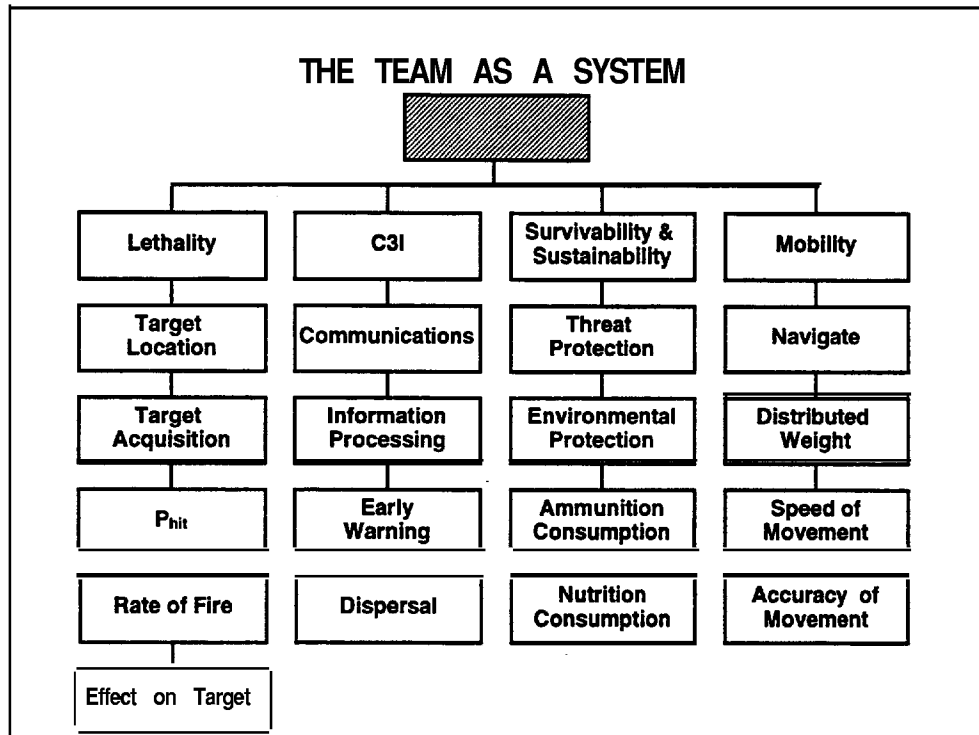 THE TEAM AS A SYSTEM
Lethality
Target
Location
Target
Acquisition
Phit
Rate of Fire
Effect on Target
C3I
Communications
Information
Processing
Early
Warning
Dispersal
Survivability &
Sustainability
Threat
Protection
Environmental
Protection
Ammunition
Consumption
Nutrition
Consumption
Mobility
Navigate
Distributed
Weight
Speed of
Movement
Accuracy of
Movement